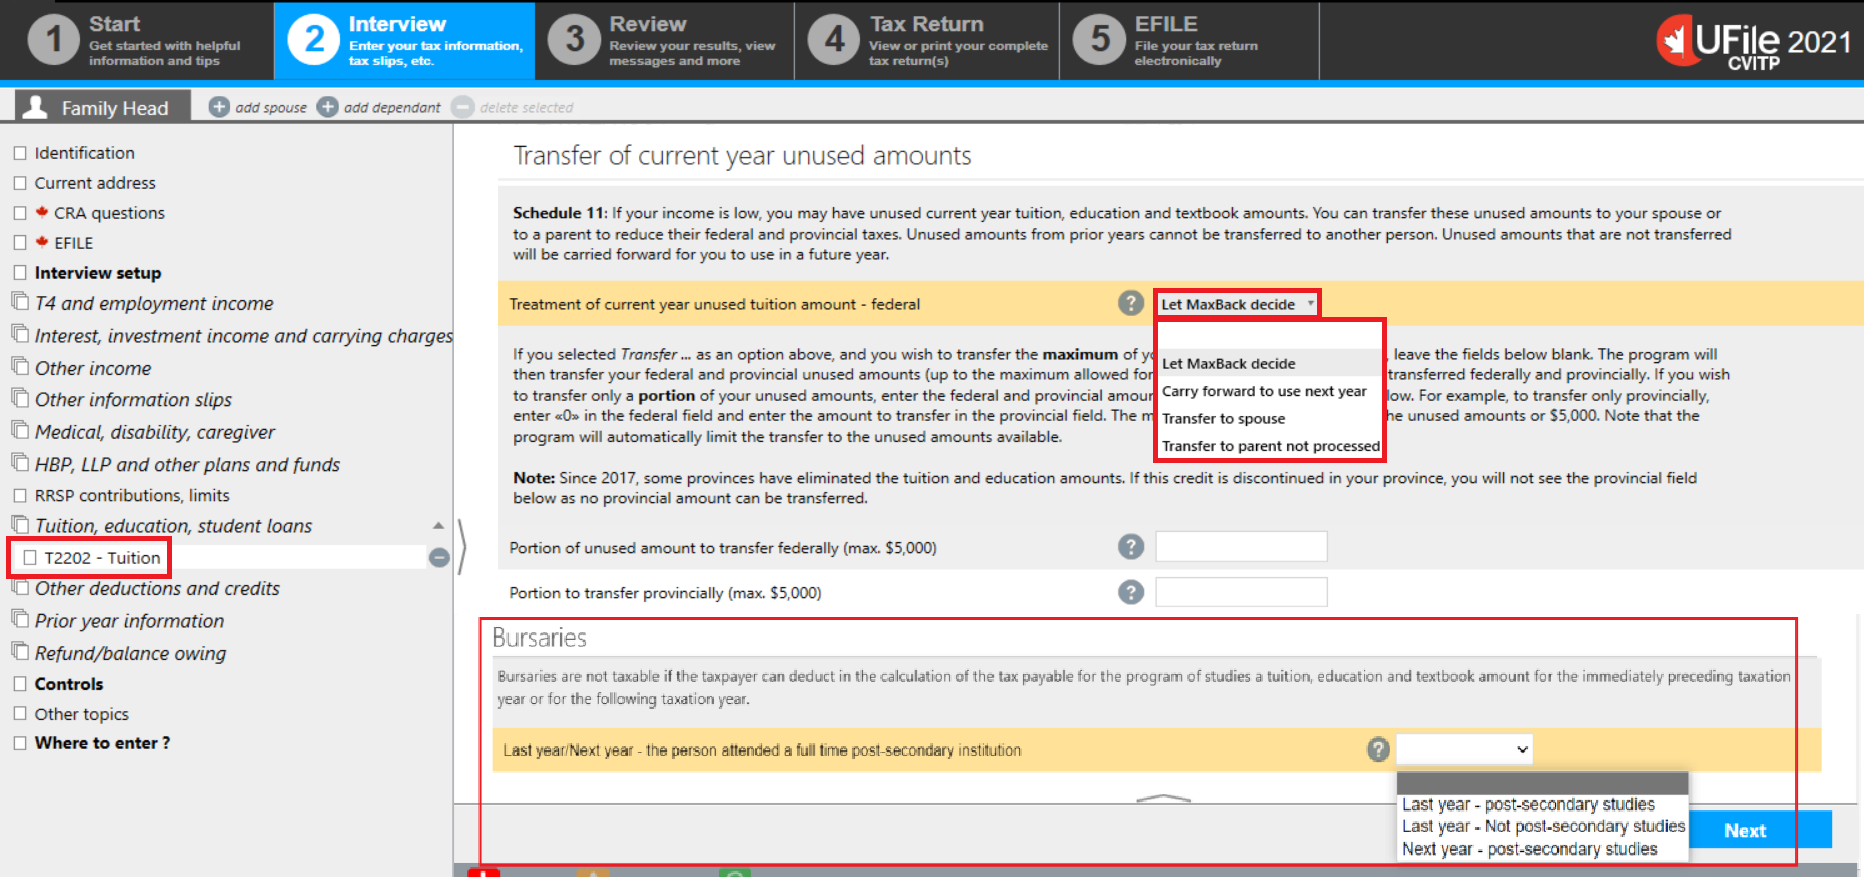 1
Start
Get started with helpful
information and tips
2
Interview
Enter your tax information,
tax slips, etc.
3
Review
Review your results, view
messages and more
4
Tax Return
View or print your complete
tax return(s)
5
EFILE
File your tax return
electronically
UFile 2021
CVITP
Family Head
add spouse
add dependant
delete selected
Identification
Current address
CRA questions
EFILE
Interview setup
T4 and employment income
Interest, investment income and carrying charges
Other income
Other information slips
Medical, disability, caregiver
HBP, LLP and other plans and funds
RRSP contributions, limits
Tuition, education, student loans
T2202 - Tuition
Other deductions and credits
Prior year information
Refund/balance owing
Controls
Other topics
Where to enter ?
Transfer of current year unused amounts
Schedule 11: If your income is low, you may have unused current year tuition, education and textbook amounts. You can transfer these unused amounts to your spouse or
to a parent to reduce their federal and provincial taxes. Unused amounts from prior years cannot be transferred to another person. Unused amounts that are not transferred
will be carried forward for you to use in a future year.
Treatment of current year unused tuition amount - federal
?
Let MaxBack decide
Let MaxBack decide
Carry forward to use next year
Transfer to spouse
Transfer to parent not processed
If you selected Transfer ... as an option above, and you wish to transfer the maximum of , leave the fields below blank. The program will
then transfer your federal and provincial unused amounts (up to the maximum allowed for transferred federally and provincially. If you wish
to transfer only a portion of your unused amounts, enter the federal and provincial low. For example, to transfer only provincially,
enter «0» in the federal field and enter the amount to transfer in the provincial field. The he unused amounts or $5,000. Note that the
program will automatically limit the transfer to the unused amounts available.
Note: Since 2017, some provinces have eliminated the tuition and education amounts. If this credit is discontinued in your province, you will not see the provincial field
below as no provincial amount can be transferred.
Portion of unused amount to transfer federally (max. $5,000)
?
Portion to transfer provincially (max. $5,000)
?
Bursaries
Bursaries are not taxable if the taxpayer can deduct in the calculation of the tax payable for the program of studies a tuition, education and textbook amount for the immediately preceding taxation
year or for the following taxation year.
Last year/Next year - the person attended a full time post-secondary institution
?
Last year - post-secondary studies
Last year - Not post-secondary studies
Next year - post-secondary studies
Next